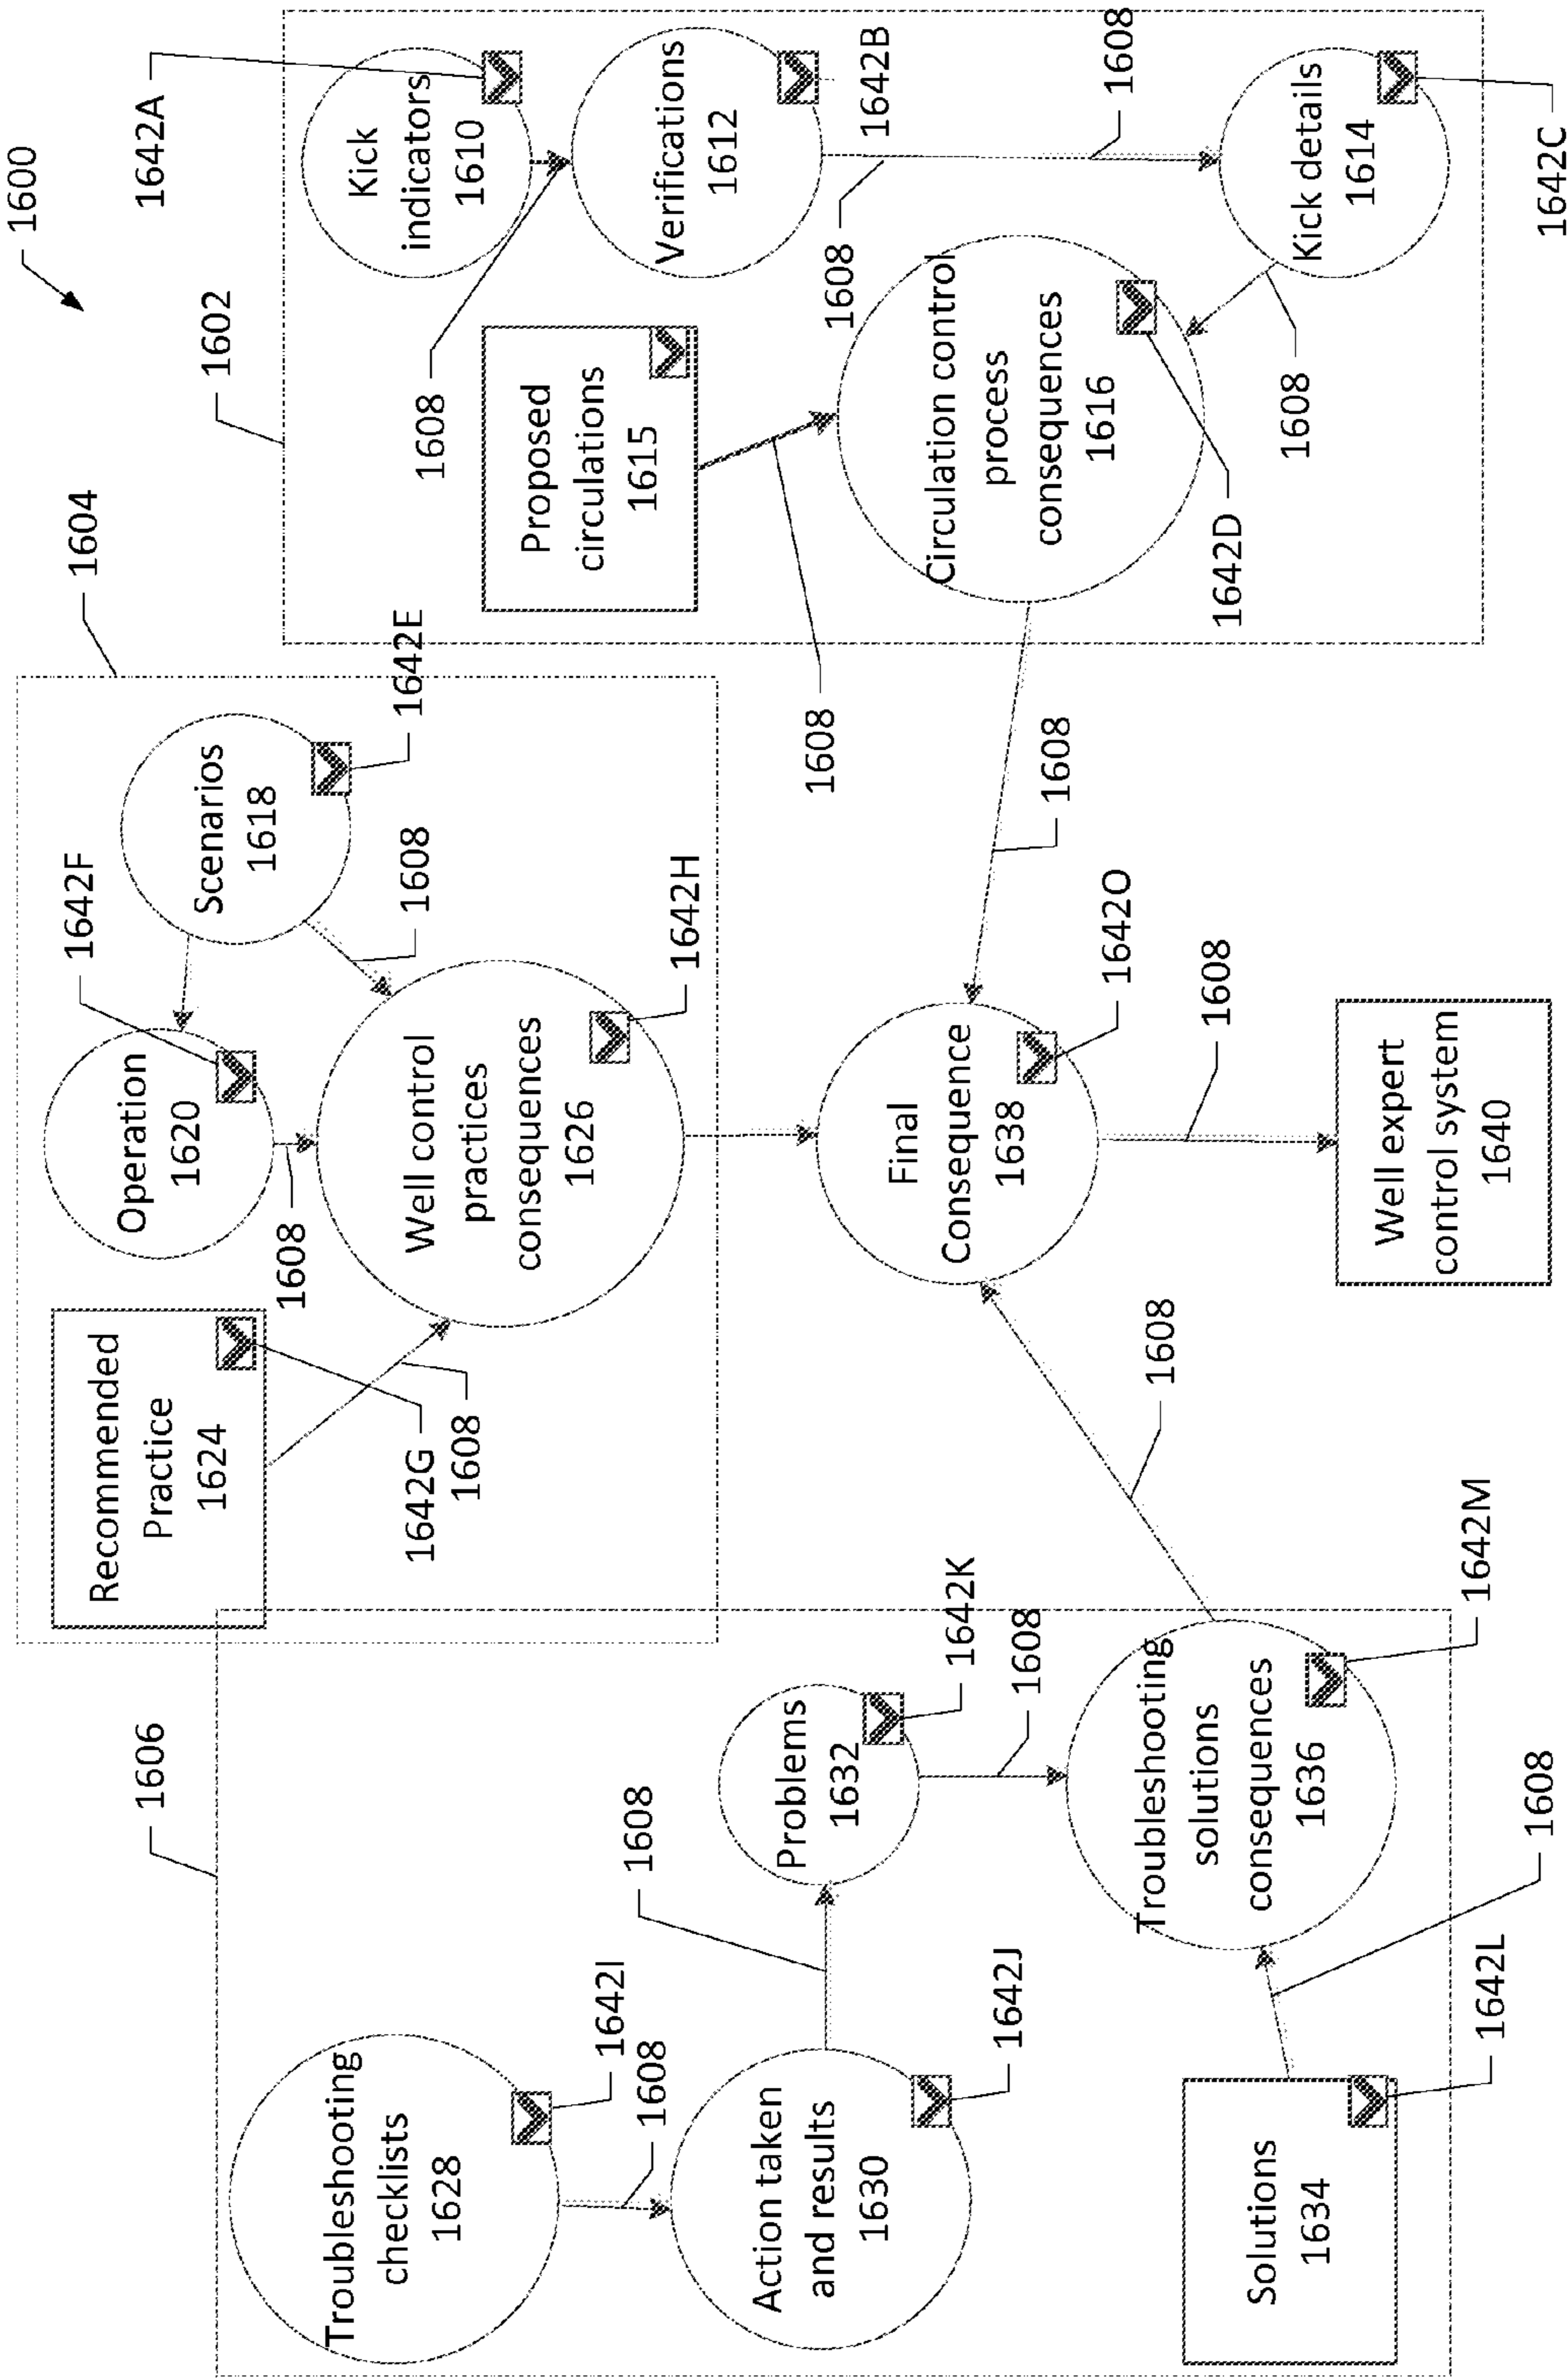 1600
1606
Troubleshooting
checklists
1628
1642I
1608
Action taken
and results
1630
1642J
1608
Problems
1632
1642K
1608
Solutions
1634
1642L
1608
Troubleshooting
solutions
consequences
1636
1642M
1608
1604
Recommended
Practice
1624
1642G
1608
Operation
1620
1642F
1608
Scenarios
1618
1642E
1608
Well control
practices
consequences
1626
1642H
Final
Consequence
1638
1642O
1608
1608
Well expert
control system
1640
1602
Kick
indicators
1610
1642A
1608
Verifications
1612
1642B
1608
1608
Kick details
1614
1642C
1608
Proposed
circulations
1615
1608
Circulation control
process
consequences
1616
1642D